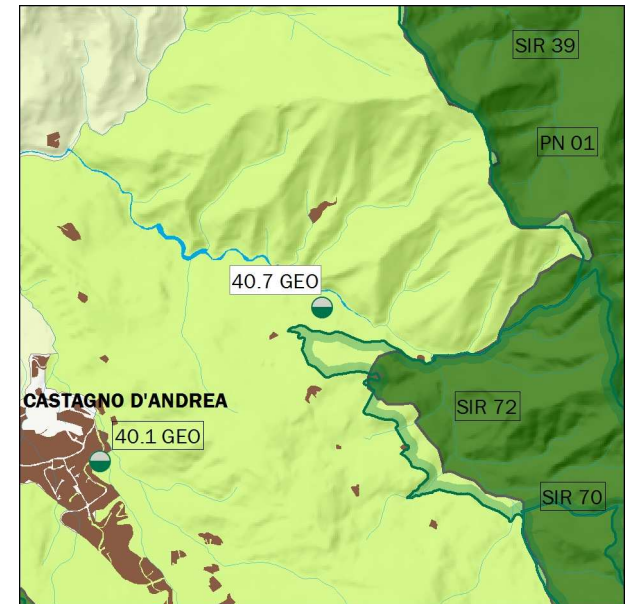 SIR 39
PN 01
40.7 GEO
CASTAGNO D'ANDREA
SIR 72
40.1 GEO
SIR 70